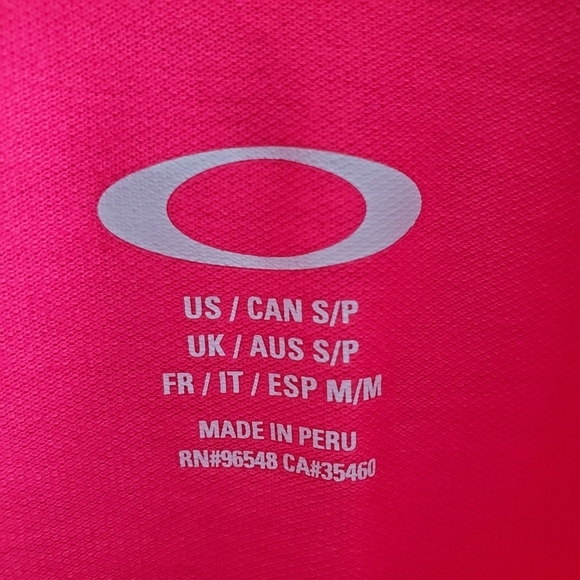 US / CAN S/P
UK / AUS S/P
FR / IT / ESP M/M
MADE IN PERU
RN#96548 CA#35460